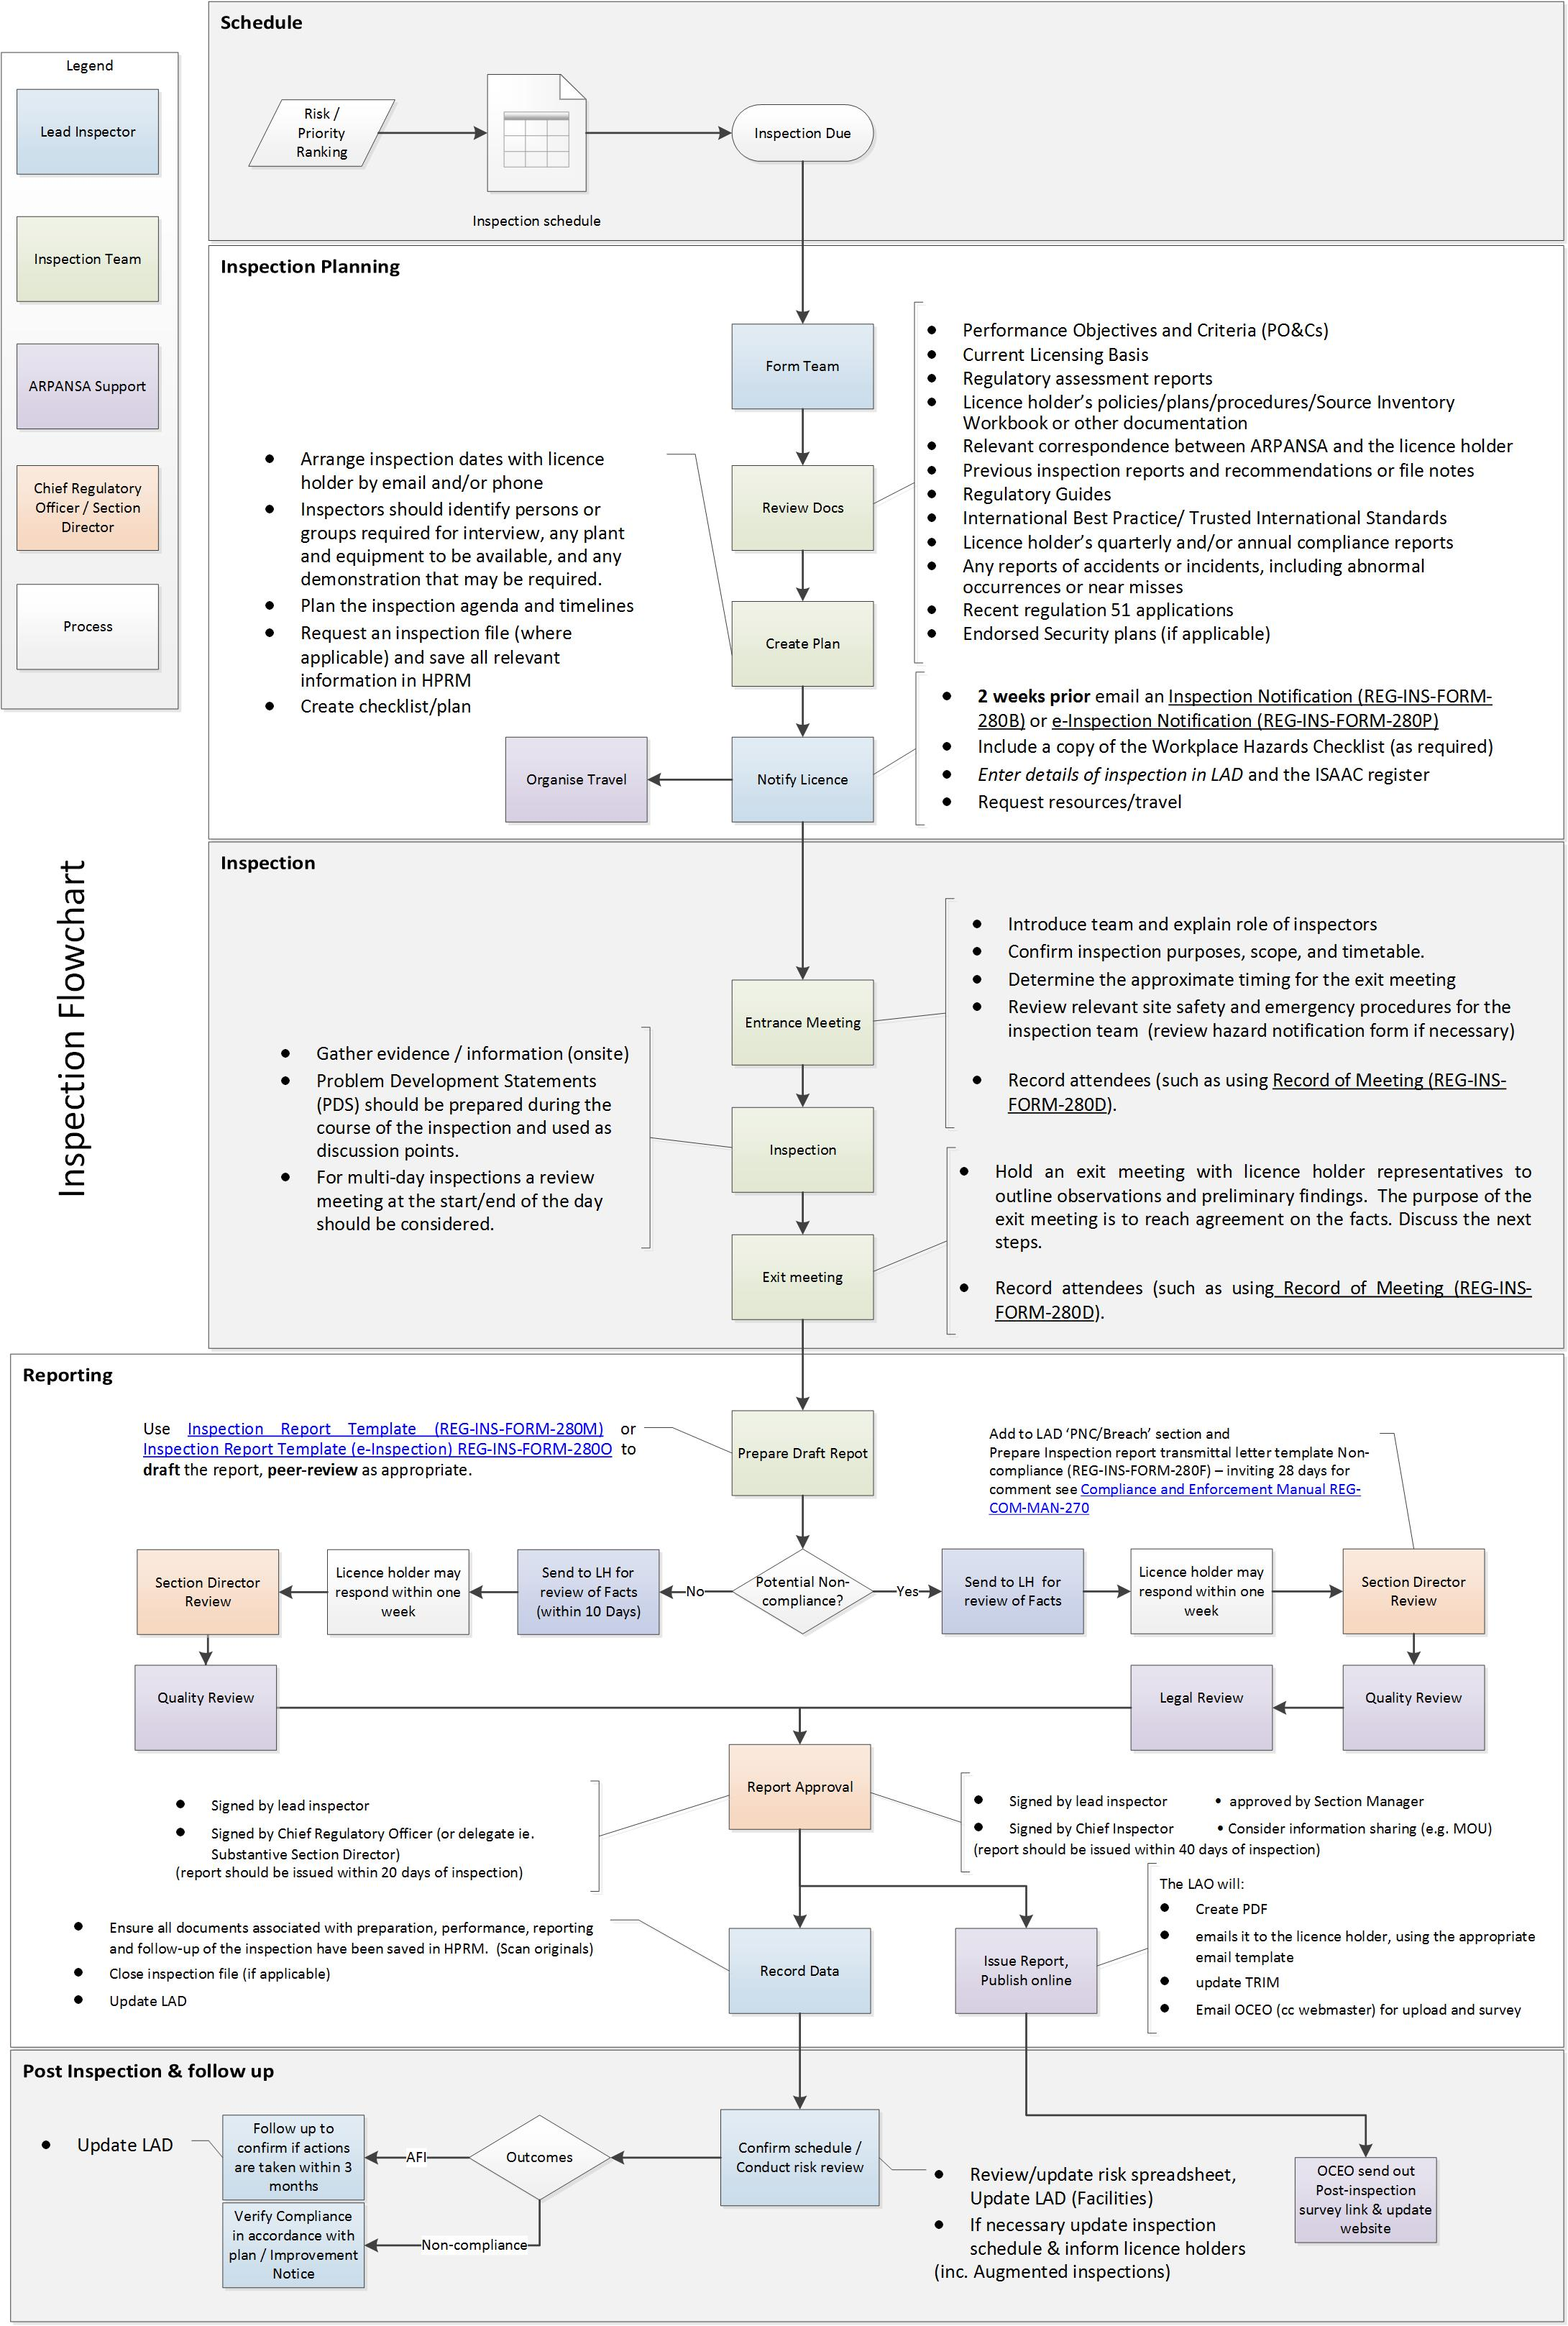 Schedule
Legend
Lead Inspector
Inspection Team
ARPANSA Support
Chief Regulatory
Officer / Section
Director
Process
Inspection Flowchart
Risk /
Priority
Ranking
Inspection schedule
Inspection Due
Inspection Planning
Form Team
Review Docs
● Performance Objectives and Criteria (PO&Cs)
● Current Licensing Basis
● Regulatory assessment reports
● Licence holder’s policies/plans/procedures/Source Inventory
Workbook or other documentation
● Relevant correspondence between ARPANSA and the licence holder
● Previous inspection reports and recommendations or file notes
● Regulatory Guides
● International Best Practice/ Trusted International Standards
● Licence holder’s quarterly and/or annual compliance reports
● Any reports of accidents or incidents, including abnormal
occurrences or near misses
● Recent regulation 51 applications
● Endorsed Security plans (if applicable)
● Arrange inspection dates with licence
holder by email and/or phone
● Inspectors should identify persons or
groups required for interview, any plant
and equipment to be available, and any
demonstration that may be required.
● Plan the inspection agenda and timelines
● Request an inspection file (where
applicable) and save all relevant
information in HPRM
● Create checklist/plan
Create Plan
Organise Travel
Notify Licence
● 2 weeks prior email an Inspection Notification (REG-INS-FORM-
280B) or e-Inspection Notification (REG-INS-FORM-280P)
● Include a copy of the Workplace Hazards Checklist (as required)
● Enter details of inspection in LAD and the ISAAC register
● Request resources/travel
Inspection
Entrance Meeting
● Introduce team and explain role of inspectors
● Confirm inspection purposes, scope, and timetable.
● Determine the approximate timing for the exit meeting
● Review relevant site safety and emergency procedures for the
inspection team (review hazard notification form if necessary)
● Record attendees (such as using Record of Meeting (REG-INS-
FORM-280D).
● Gather evidence / information (onsite)
● Problem Development Statements
(PDS) should be prepared during the
course of the inspection and used as
discussion points.
● For multi-day inspections a review
meeting at the start/end of the day
should be considered.
Inspection
Exit meeting
● Hold an exit meeting with licence holder representatives to
outline observations and preliminary findings. The purpose of the
exit meeting is to reach agreement on the facts. Discuss the next
steps.
● Record attendees (such as using Record of Meeting (REG-INS-
FORM-280D).
Reporting
Use Inspection Report Template (REG-INS-FORM-280M) or
Inspection Report Template (e-Inspection) REG-INS-FORM-280O to
draft the report, peer-review as appropriate.
Prepare Draft Repot
Add to LAD ‘PNC/Breach’ section and
Prepare Inspection report transmittal letter template Non-
compliance (REG-INS-FORM-280F) – inviting 28 days for
comment see Compliance and Enforcement Manual REG-
COM-MAN-270
Section Director
Review
Licence holder may
respond within one
week
Send to LH for
review of Facts
(within 10 Days)
No
Potential Non-
compliance?
Yes
Send to LH for
review of Facts
Licence holder may
respond within one
week
Section Director
Review
Quality Review
Legal Review
Quality Review
Report Approval
● Signed by lead inspector
● Signed by Chief Regulatory Officer (or delegate ie.
Substantive Section Director)
(report should be issued within 20 days of inspection)
● Signed by lead inspector • approved by Section Manager
● Signed by Chief Inspector • Consider information sharing (e.g. MOU)
(report should be issued within 40 days of inspection)
● Ensure all documents associated with preparation, performance, reporting
and follow-up of the inspection have been saved in HPRM. (Scan originals)
● Close inspection file (if applicable)
● Update LAD
Record Data
Issue Report,
Publish online
The LAO will:
● Create PDF
● emails it to the licence holder, using the appropriate
email template
● update TRIM
● Email OCEO (cc webmaster) for upload and survey
Post Inspection & follow up
● Update LAD
Follow up to
confirm if actions
are taken within 3
months
AFI
Outcomes
Confirm schedule /
Conduct risk review
Verify Compliance
in accordance with
plan / Improvement
Notice
Non-compliance
● Review/update risk spreadsheet,
Update LAD (Facilities)
● If necessary update inspection
schedule & inform licence holders
(inc. Augmented inspections)
OCEO send out
Post-inspection
survey link & update
website